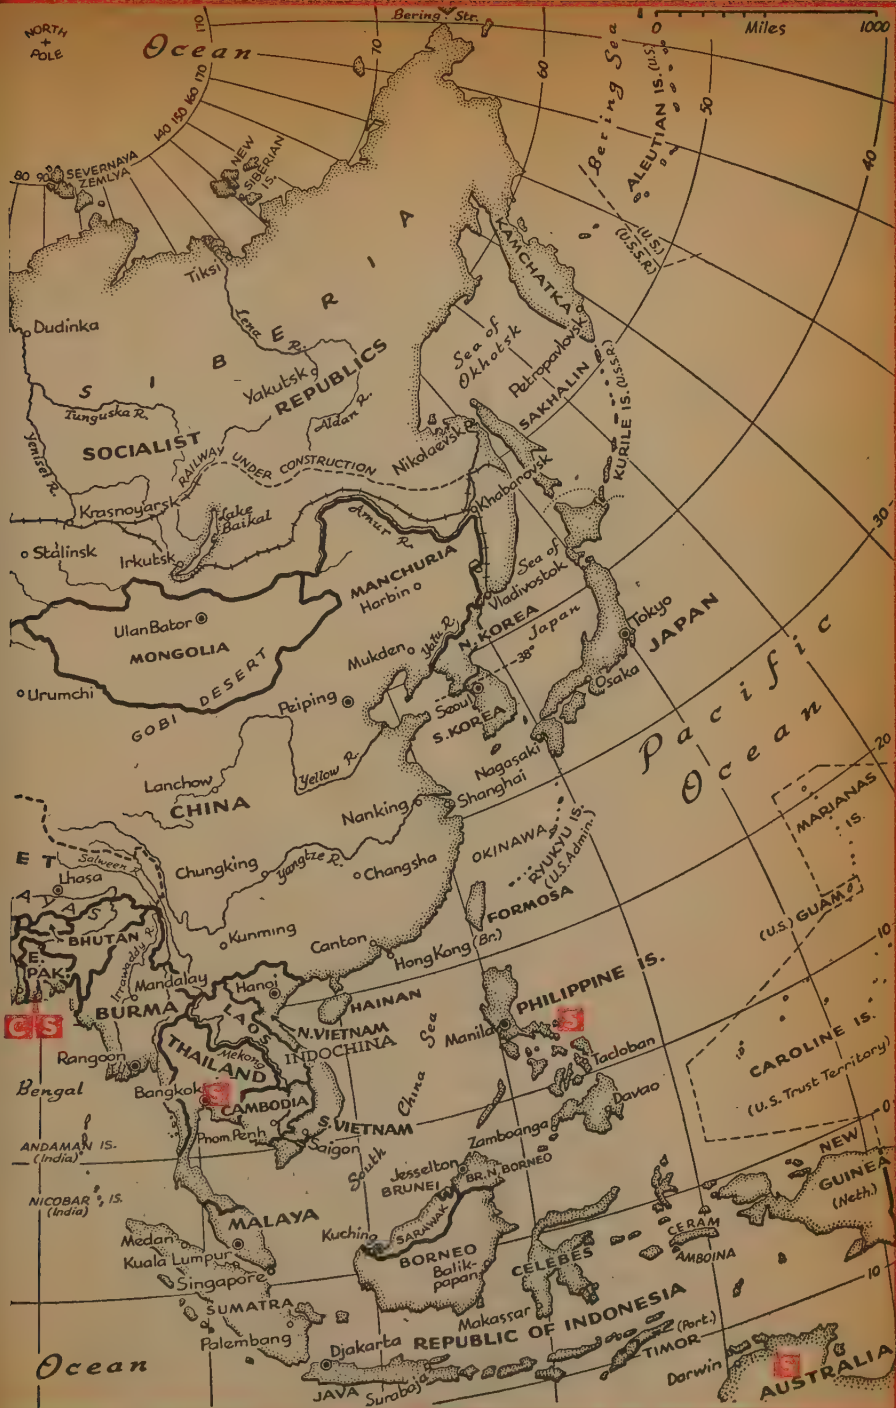 NORTH
+
POLE
Ocean
170
70
Bering Str.
60
0 Miles 1000
Bering Sea
ALEUTIAN IS. (U.S.)
50
40
170
160
150
140
80 90
SEVERNAYA
ZEMLYA
NEW
SIBERIAN
IS.
(U.S.)
(U.S.S.R.)
Tiksi
KAMCHATKA
Lena R.
SIBERIA
Dudinka
Sea of
Okhotsk
Petropavlovsk
Yakutsk
SOCIALIST REPUBLICS
Tunguska R.
Aldan R.
SAKHALIN
KURILE IS. (U.S.S.R.)
Yenisei R.
Nikolaevsk
RAILWAY UNDER CONSTRUCTION
Khabarovsk
Krasnoyarsk
Lake
Baikal
Amur R.
30
Stalinsk
Irkutsk
MANCHURIA
Harbin
Sea of
Japan
Vladivostok
Ulan Bator
MONGOLIA
N. KOREA
Yalu R.
Mukden
38°
Tokyo
JAPAN
Urumchi
GOBI DESERT
Peiping
Seoul
S. KOREA
Osaka
Pacific
Ocean
Nagasaki
20
Lanchow
Yellow R.
CHINA
Nanking
Shanghai
MARIANAS
IS.
E T
Salween R.
Lhasa
Chungking
Yangtze R.
Changsha
OKINAWA
RYUKYU IS.
(U.S. Admin.)
FORMOSA
(U.S.) GUAM
AYAS
BHUTAN
Irrawaddy R.
Kunming
Canton
Hong Kong (Br.)
10
E.
PAK.
Mandalay
Hanoi
HAINAN
PHILIPPINE IS.
BURMA
LAOS
N. VIETNAM
INDOCHINA
C S
Manila
S
Tacloban
CAROLINE IS.
(U.S. Trust Territory)
Rangoon
THAILAND
Mekong
Bengal
Bangkok
S
CAMBODIA
South China Sea
Davao
Pnom Penh
S. VIETNAM
Saigon
Zamboanga
0
ANDAMAN IS.
(India)
NEW
GUINEA
(Neth.)
Jesselton
BR. N. BORNEO
BRUNEI
NICOBAR IS.
(India)
MALAYA
Kuching
SARAWAK
CERAM
AMBOINA
Medan
Kuala Lumpur
BORNEO
Balik-
papan
CELEBES
Singapore
10
SUMATRA
Makassar
REPUBLIC OF INDONESIA
Palembang
(Port.)
TIMOR
Djakarta
Darwin
S
Ocean
JAVA
Surabaja
AUSTRALIA